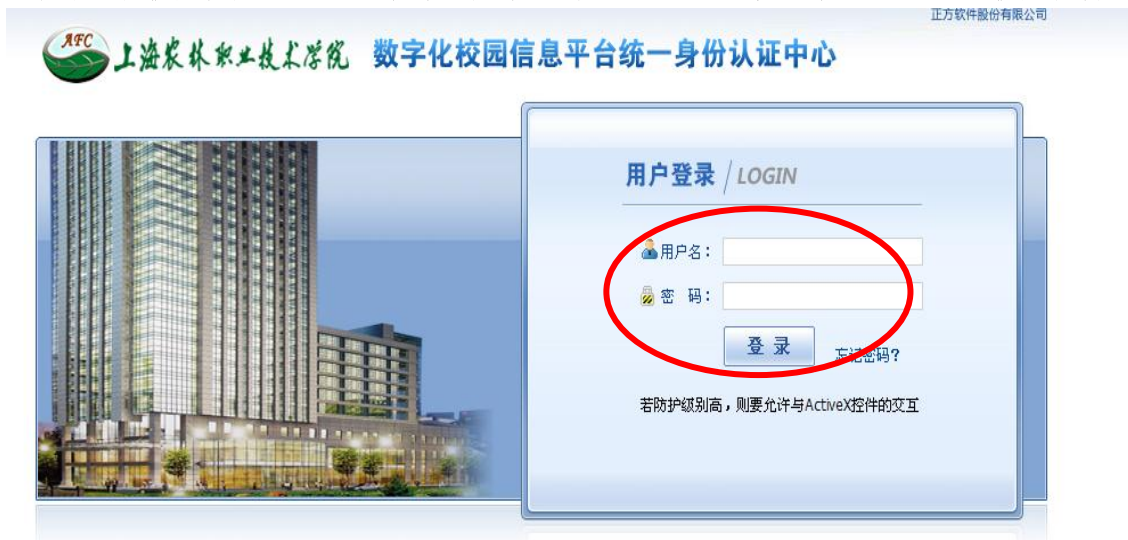 正方软件股份有限公司
AFC
上海农林职业技术学院 数字化校园信息平台统一身份认证中心
用户登录 / LOGIN
用户名：
密 码：
登 录
忘记密码?
若防护级别高，则要允许与ActiveX控件的交互